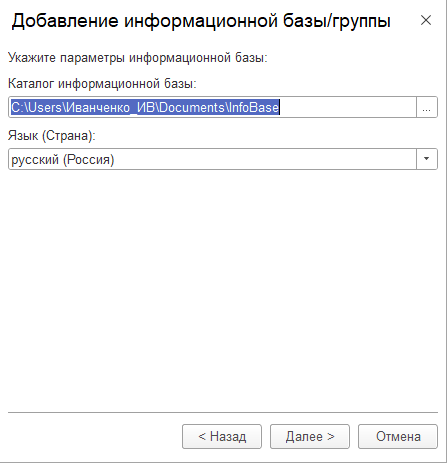 Добавление информационной базы/группы
Укажите параметры информационной базы:
Каталог информационной базы:
C:\Users\Иванченко_ИВ\Documents\InfoBase
...
Язык (Страна):
русский (Россия)
< Назад
Далее >
Отмена